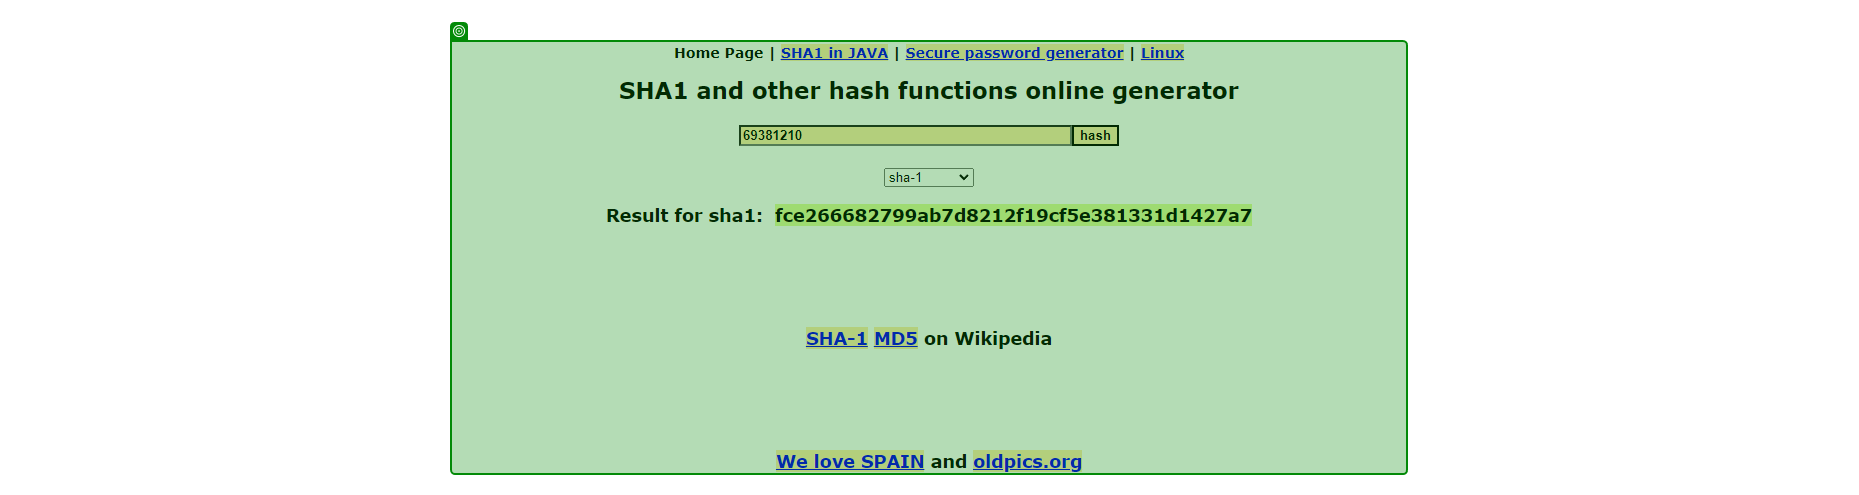 Home Page | SHA1 in JAVA | Secure password generator | Linux
SHA1 and other hash functions online generator
69381210 hash
sha-1
Result for sha1: fce266682799ab7d8212f19cf5e381331d1427a7
SHA-1 MD5 on Wikipedia
We love SPAIN and oldpics.org